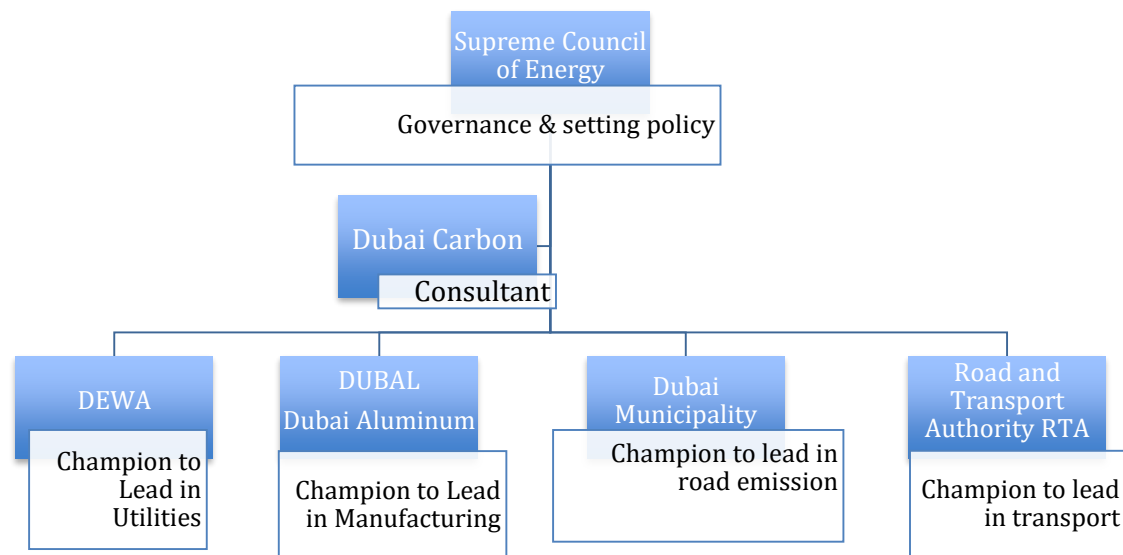 Supreme Council
of Energy
Governance & setting policy
Dubai Carbon
Consultant
DEWA
Champion to
Lead in
Utilities
DUBAL
Dubai Aluminum
Champion to Lead
in Manufacturing
Dubai
Municipality
Champion to lead in
road emission
Road and
Transport
Authority RTA
Champion to lead
in transport